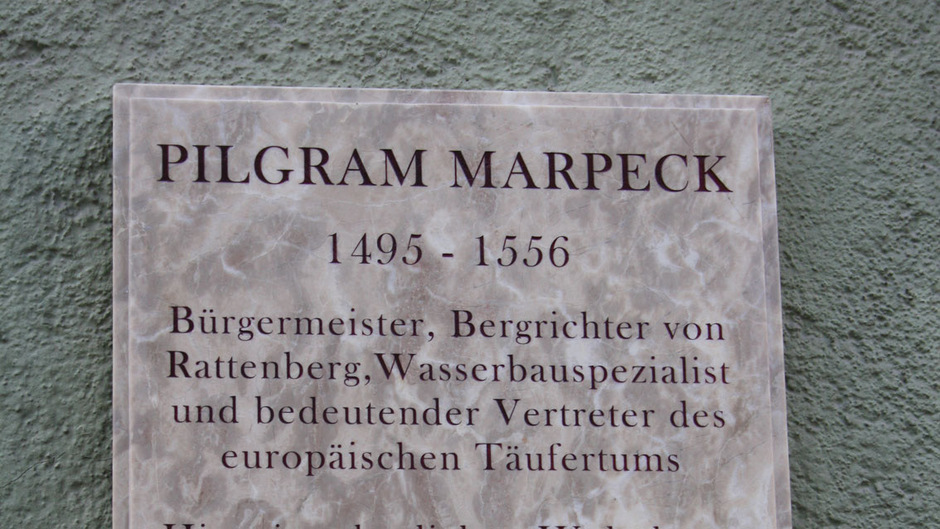 PILGRAM MARPECK
1495 - 1556
Bürgermeister, Bergrichter von
Rattenberg, Wasserbauspezialist
und bedeutender Vertreter des
europäischen Täufertums